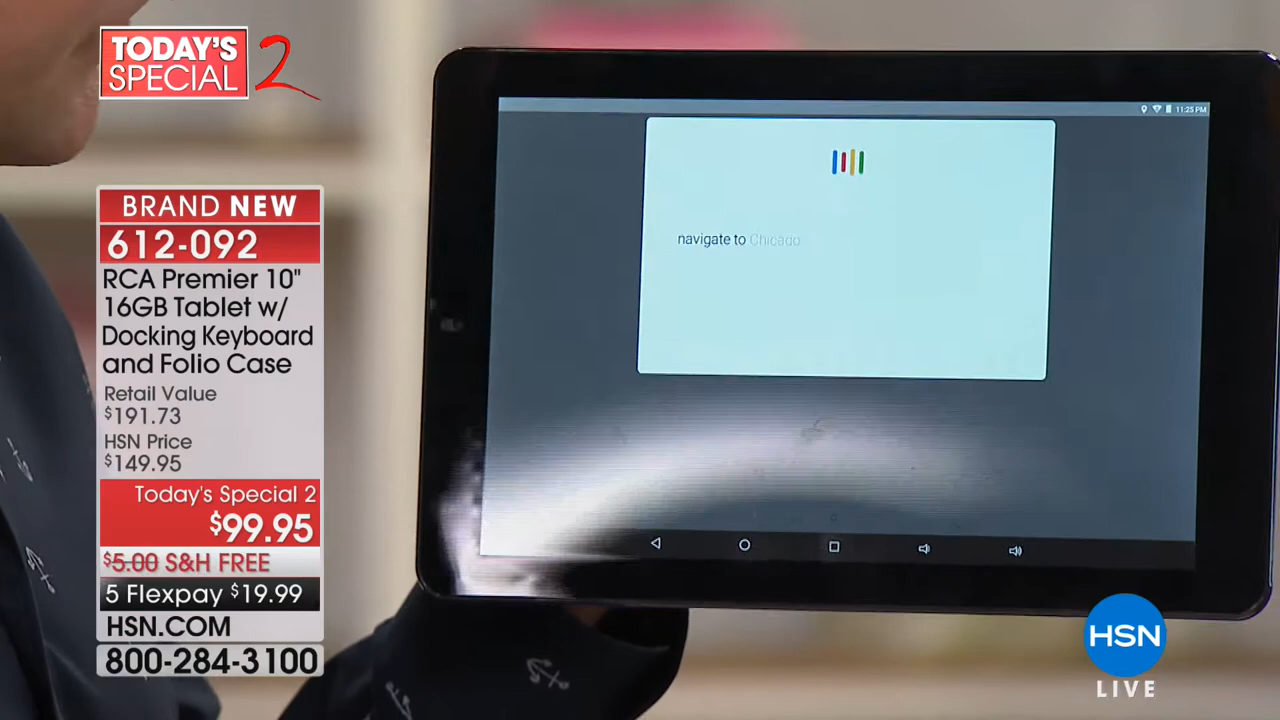 TODAY'S
SPECIAL 2
BRAND NEW
612-092
RCA Premier 10"
16GB Tablet w/
Docking Keyboard
and Folio Case
Retail Value
$191.73
HSN Price
$149.95
Today's Special 2
$99.95
$5.00 S&H FREE
5 Flexpay $19.99
HSN.COM
800-284-3100
11:25 PM
navigate to Chicado
HSN
LIVE